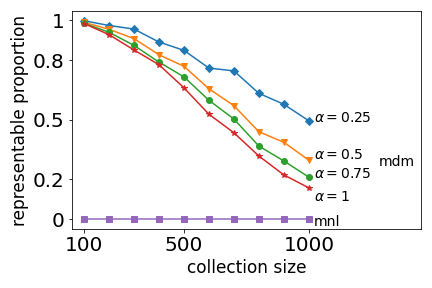 representable proportion
1
0.8
0.5
0.2
0
α = 0.25
α = 0.5
α = 0.75
α = 1
mdm
mnl
100
500
1000
collection size